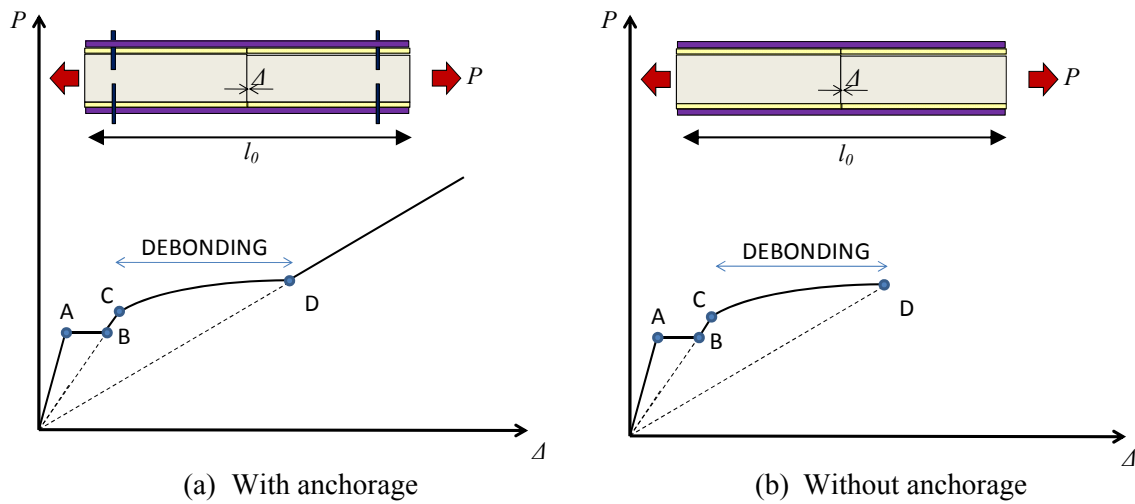 P
Δ
P
l0
DEBONDING
A
B
C
D
Δ
(a) With anchorage
P
Δ
P
l0
DEBONDING
A
B
C
D
Δ
(b) Without anchorage